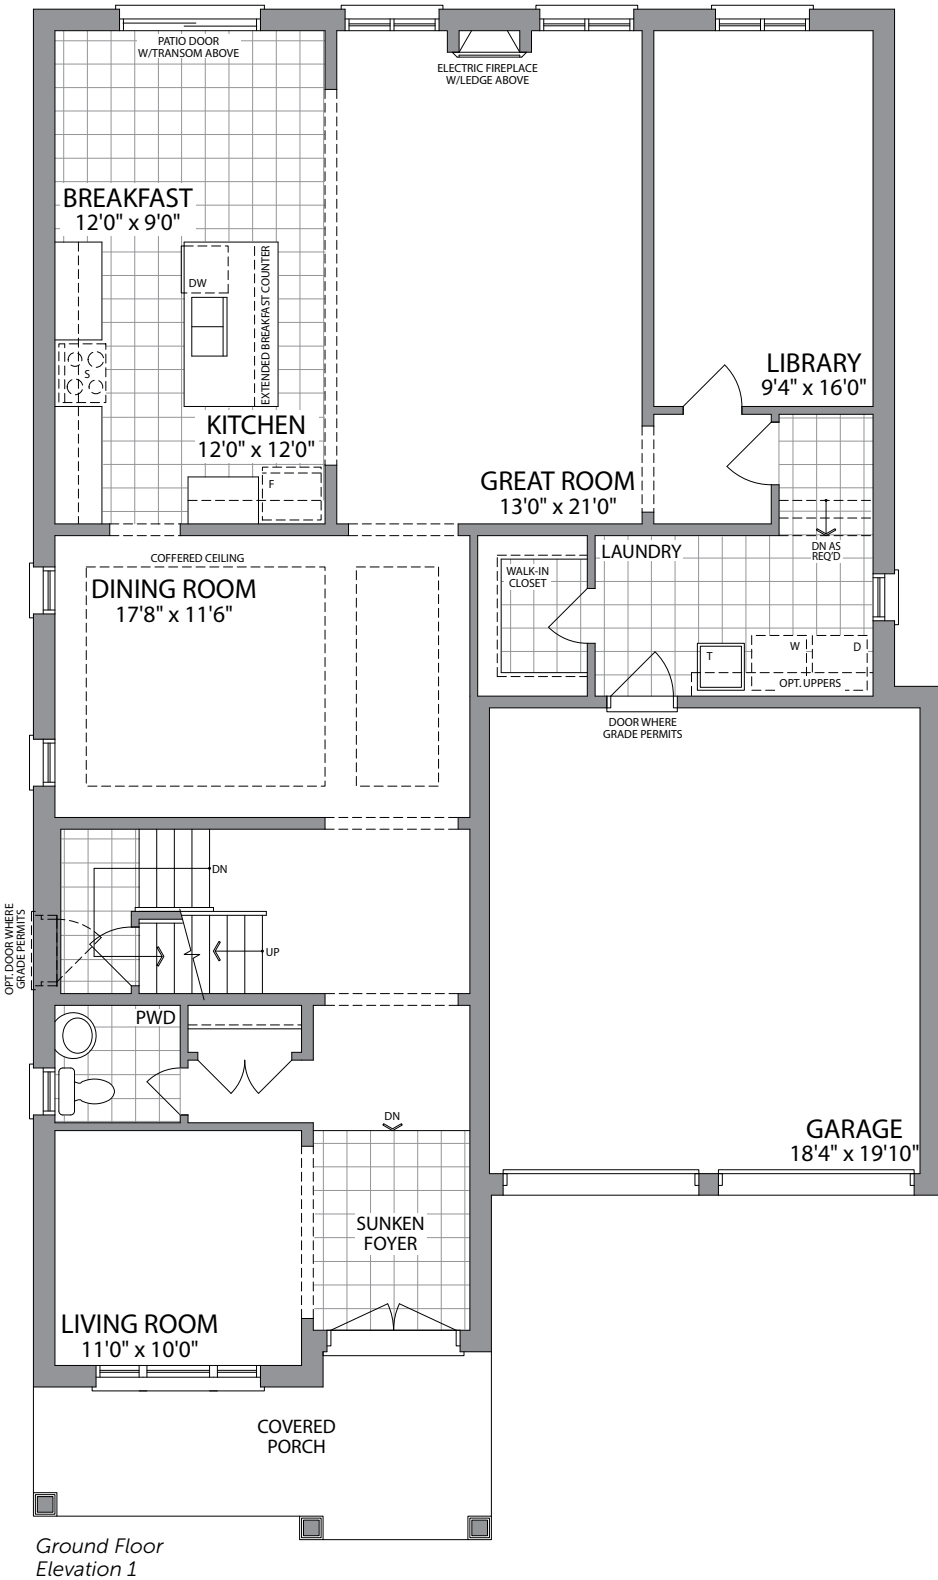 PATIO DOOR
W/TRANSOM ABOVE
ELECTRIC FIREPLACE
W/LEDGE ABOVE
BREAKFAST
12'0" x 9'0"
DW
EXTENDED BREAKFAST COUNTER
S
KITCHEN
12'0" x 12'0"
F
LIBRARY
9'4" x 16'0"
GREAT ROOM
13'0" x 21'0"
COFFERED CEILING
DINING ROOM
17'8" x 11'6"
WALK-IN
CLOSET
LAUNDRY
DN AS
REQ'D
T
W
D
OPT. UPPERS
DOOR WHERE
GRADE PERMITS
DN
UP
OPT. DOOR WHERE
GRADE PERMITS
PWD
DN
GARAGE
18'4" x 19'10"
SUNKEN
FOYER
LIVING ROOM
11'0" x 10'0"
COVERED
PORCH
Ground Floor
Elevation 1